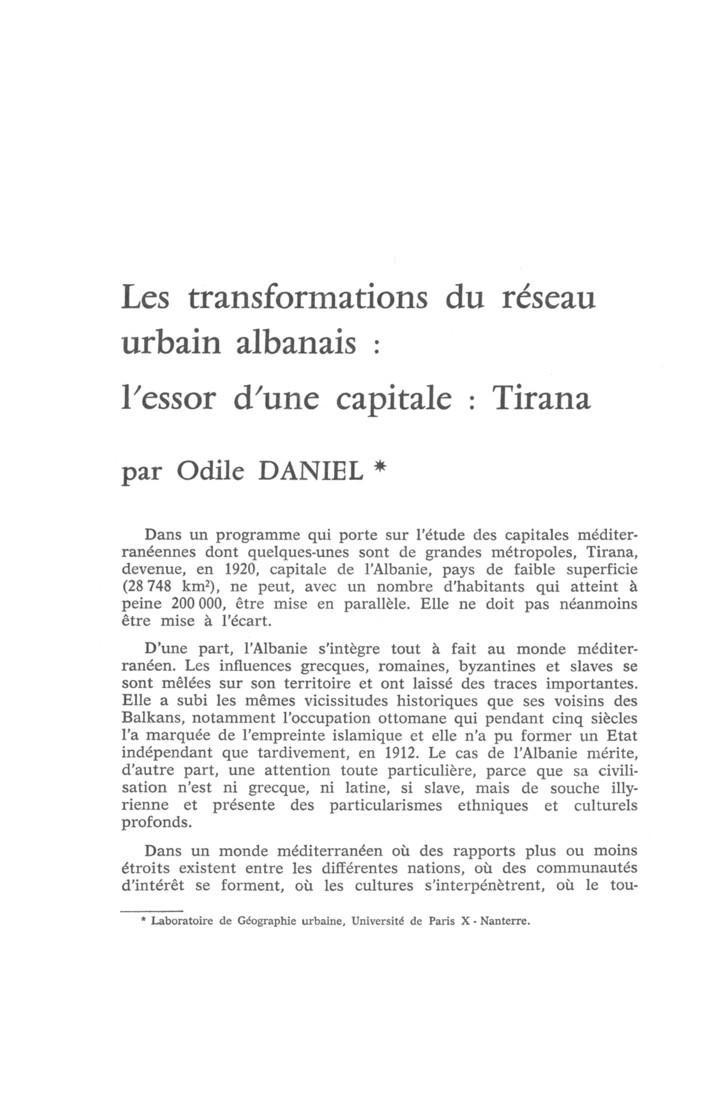 Les transformations du réseau
urbain albanais :
l'essor d'une capitale : Tirana
par Odile DANIEL *
Dans un programme qui porte sur l'étude des capitales méditer-
ranéennes dont quelques-unes sont de grandes métropoles, Tirana,
devenue, en 1920, capitale de l'Albanie, pays de faible superficie
(28 748 km²), ne peut, avec un nombre d'habitants qui atteint à
peine 200 000, être mise en parallèle. Elle ne doit pas néanmoins
être mise à l'écart.
D'une part, l'Albanie s'intègre tout à fait au monde méditer-
ranéen. Les influences grecques, romaines, byzantines et slaves se
sont mêlées sur son territoire et ont laissé des traces importantes.
Elle a subi les mêmes vicissitudes historiques que ses voisins des
Balkans, notamment l'occupation ottomane qui pendant cinq siècles
l'a marquée de l'empreinte islamique et elle n'a pu former un Etat
indépendant que tardivement, en 1912. Le cas de l'Albanie mérite,
d'autre part, une attention toute particulière, parce que sa civili-
sation n'est ni grecque, ni latine, si slave, mais de souche illy-
rienne et présente des particularismes ethniques et culturels
profonds.
Dans un monde méditerranéen où des rapports plus ou moins
étroits existent entre les différentes nations, où des communautés
d'intérêt se forment, où les cultures s'interpénètrent, où le tou-
* Laboratoire de Géographie urbaine, Université de Paris X - Nanterre.